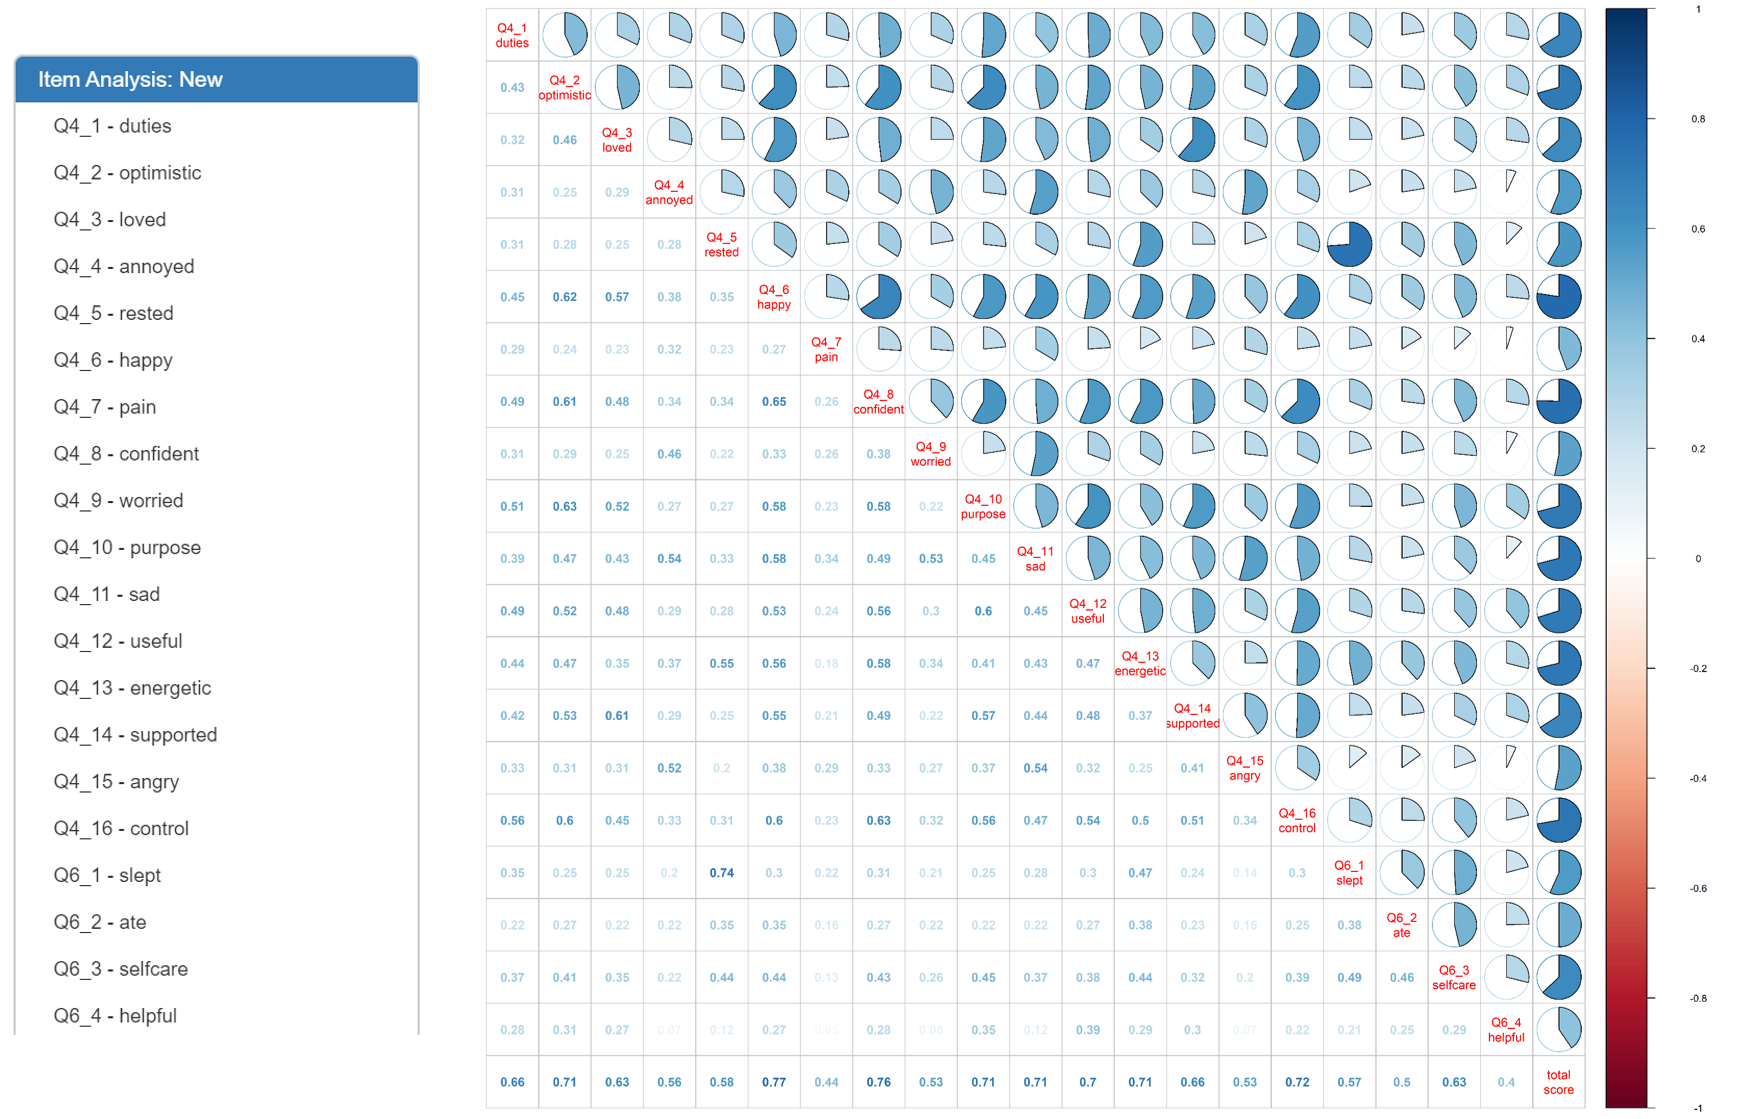 Item Analysis: New
Q4_1 - duties
Q4_2 - optimistic
Q4_3 - loved
Q4_4 - annoyed
Q4_5 - rested
Q4_6 - happy
Q4_7 - pain
Q4_8 - confident
Q4_9 - worried
Q4_10 - purpose
Q4_11 - sad
Q4_12 - useful
Q4_13 - energetic
Q4_14 - supported
Q4_15 - angry
Q4_16 - control
Q6_1 - slept
Q6_2 - ate
Q6_3 - selfcare
Q6_4 - helpful
Q4_1
duties
0.43 Q4_2
optimistic
0.32 0.46 Q4_3
loved
0.31 0.25 0.29 Q4_4
annoyed
0.31 0.28 0.25 0.28 Q4_5
rested
0.45 0.62 0.57 0.38 0.35 Q4_6
happy
0.29 0.24 0.23 0.32 0.23 0.27 Q4_7
pain
0.49 0.61 0.48 0.34 0.34 0.65 0.26 Q4_8
confident
0.31 0.29 0.25 0.46 0.22 0.33 0.26 0.38 Q4_9
worried
0.51 0.63 0.52 0.27 0.27 0.58 0.23 0.58 0.22 Q4_10
purpose
0.39 0.47 0.43 0.54 0.33 0.58 0.34 0.49 0.53 0.45 Q4_11
sad
0.49 0.52 0.48 0.29 0.28 0.53 0.24 0.56 0.3 0.6 0.45 Q4_12
useful
0.44 0.47 0.35 0.37 0.55 0.56 0.18 0.58 0.34 0.41 0.43 0.47 Q4_13
energetic
0.42 0.53 0.61 0.29 0.25 0.55 0.21 0.49 0.22 0.57 0.44 0.48 0.37 Q4_14
supported
0.33 0.31 0.31 0.52 0.2 0.38 0.29 0.33 0.27 0.37 0.54 0.32 0.25 0.41 Q4_15
angry
0.56 0.6 0.45 0.33 0.31 0.6 0.23 0.63 0.32 0.56 0.47 0.54 0.5 0.51 0.34 Q4_16
control
0.35 0.25 0.25 0.2 0.74 0.3 0.22 0.31 0.21 0.25 0.28 0.3 0.47 0.24 0.14 0.3 Q6_1
slept
0.22 0.27 0.22 0.22 0.35 0.35 0.16 0.27 0.22 0.22 0.22 0.27 0.38 0.23 0.15 0.25 0.38 Q6_2
ate
0.37 0.41 0.35 0.22 0.44 0.44 0.13 0.43 0.26 0.45 0.37 0.38 0.44 0.32 0.2 0.39 0.49 0.46 Q6_3
selfcare
0.28 0.31 0.27 0.07 0.12 0.27 0.05 0.28 0.08 0.35 0.12 0.39 0.29 0.3 0.07 0.22 0.21 0.25 0.29 Q6_4
helpful
0.66 0.71 0.63 0.56 0.58 0.77 0.44 0.76 0.53 0.71 0.71 0.7 0.71 0.66 0.53 0.72 0.57 0.5 0.63 0.4 total
score
1
0.8
0.6
0.4
0.2
0
-0.2
-0.4
-0.6
-0.8
-1